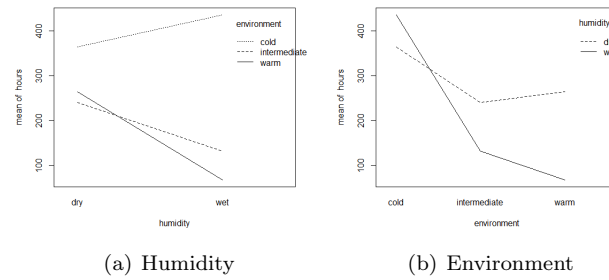 mean of hours
100
200
300
400
dry
wet
humidity
environment
cold
intermediate
warm
(a) Humidity
mean of hours
100
200
300
400
cold
intermediate
warm
environment
humidity
d
w
(b) Environment